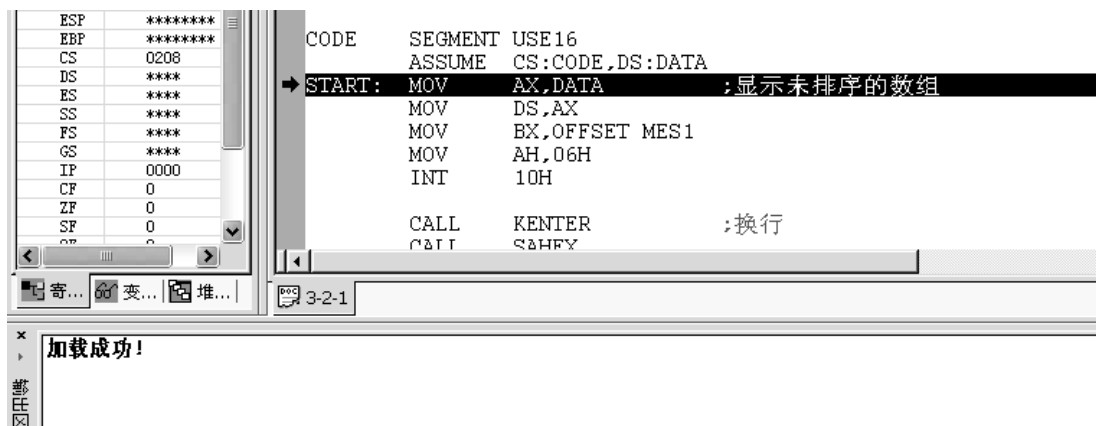 ESP ********
EBP ********
CS 0208
DS ****
ES ****
SS ****
FS ****
GS ****
IP 0000
CF 0
ZF 0
SF 0
寄... 变... 堆...
CODE SEGMENT USE16
ASSUME CS:CODE,DS:DATA
START: MOV AX,DATA ;显示未排序的数组
MOV DS,AX
MOV BX,OFFSET MES1
MOV AH,06H
INT 10H
CALL KENTER ;换行
CALL SAHEX
3-2-1
加载成功!